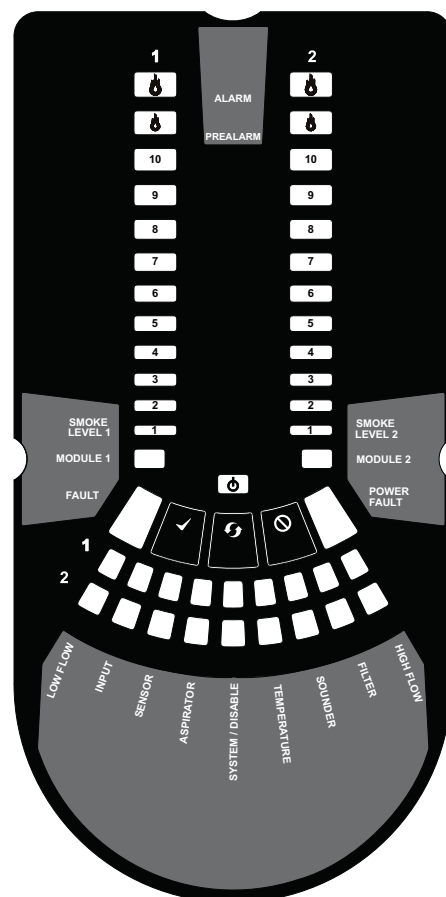 1
2
ALARM
PREALARM
10
10
9
9
8
8
7
7
6
6
5
5
4
4
3
3
2
2
1
1
SMOKE
LEVEL 1
SMOKE
LEVEL 2
MODULE 1
MODULE 2
FAULT
POWER
FAULT
1
2
LOW FLOW
INPUT
SENSOR
ASPIRATOR
SYSTEM / DISABLE
TEMPERATURE
SOUNDER
FILTER
HIGH FLOW